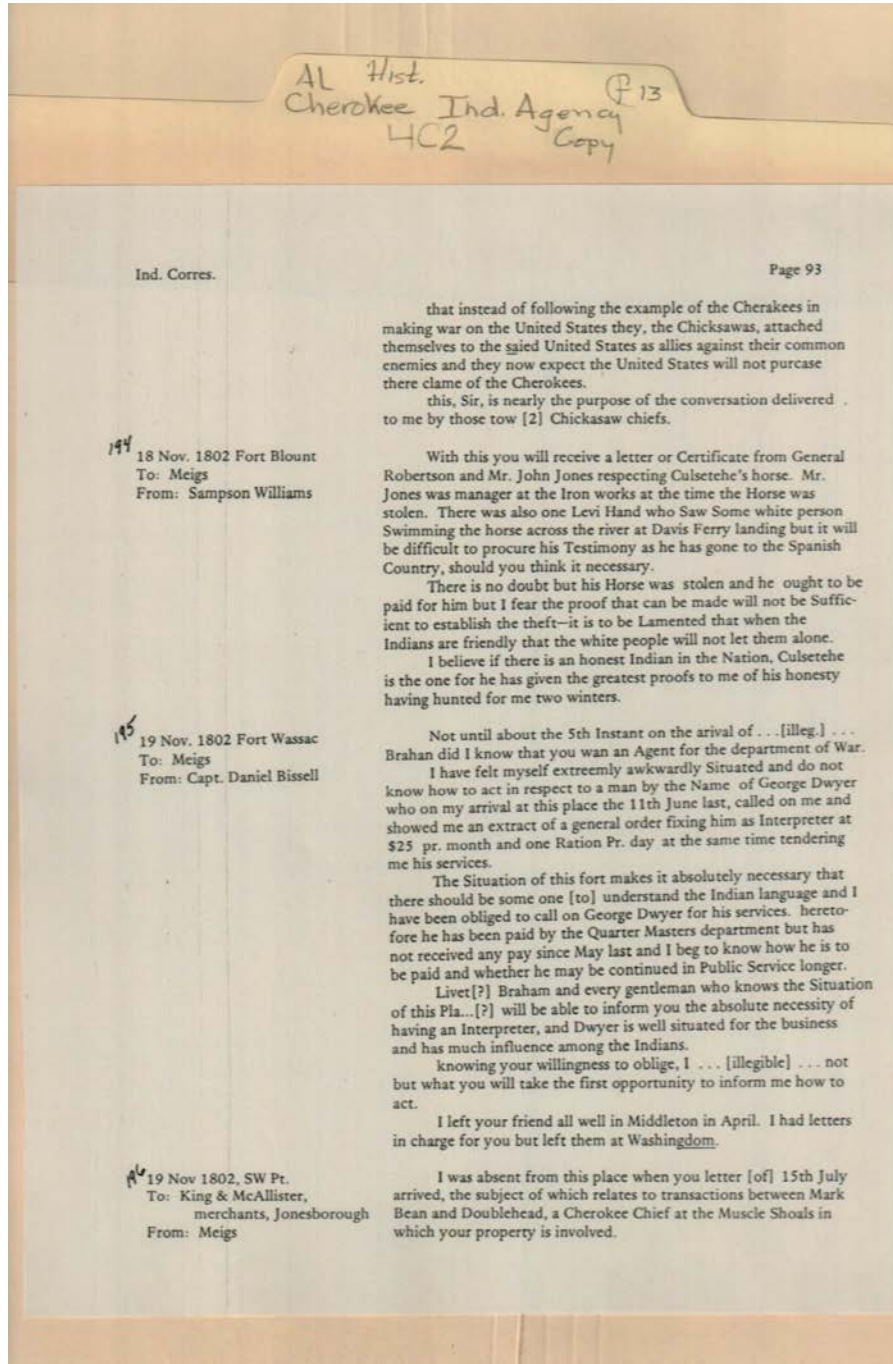 AL Hist.
Cherokee Ind. Agency
F 13
4C2 Copy
Ind. Corres.
Page 93
that instead of following the example of the Cherakees in
making war on the United States they, the Chicksawas, attached
themselves to the saied United States as allies against their common
enemies and they now expect the United States will not purcase
there clame of the Cherokees.
this, Sir, is nearly the purpose of the conversation delivered .
to me by those tow [2] Chickasaw chiefs.
194
18 Nov. 1802 Fort Blount
To: Meigs
From: Sampson Williams
With this you will receive a letter or Certificate from General
Robertson and Mr. John Jones respecting Culsetehe's horse. Mr.
Jones was manager at the Iron works at the time the Horse was
stolen. There was also one Levi Hand who Saw Some white person
Swimming the horse across the river at Davis Ferry landing but it will
be difficult to procure his Testimony as he has gone to the Spanish
Country, should you think it necessary.
There is no doubt but his Horse was stolen and he ought to be
paid for him but I fear the proof that can be made will not be Suffic-
ient to establish the theft—it is to be Lamented that when the
Indians are friendly that the white people will not let them alone.
I believe if there is an honest Indian in the Nation, Culsetehe
is the one for he has given the greatest proofs to me of his honesty
having hunted for me two winters.
195
19 Nov. 1802 Fort Wassac
To: Meigs
From: Capt. Daniel Bissell
Not until about the 5th Instant on the arival of . . .[illeg.] . . .
Brahan did I know that you wan an Agent for the department of War.
I have felt myself extreemly awkwardly Situated and do not
know how to act in respect to a man by the Name of George Dwyer
who on my arrival at this place the 11th June last, called on me and
showed me an extract of a general order fixing him as Interpreter at
$25 pr. month and one Ration Pr. day at the same time tendering
me his services.
The Situation of this fort makes it absolutely necessary that
there should be some one [to] understand the Indian language and I
have been obliged to call on George Dwyer for his services. hereto-
fore he has been paid by the Quarter Masters department but has
not received any pay since May last and I beg to know how he is to
be paid and whether he may be continued in Public Service longer.
Livet[?] Braham and every gentleman who knows the Situation
of this Pla...[?] will be able to inform you the absolute necessity of
having an Interpreter, and Dwyer is well situated for the business
and has much influence among the Indians.
knowing your willingness to oblige, I . . . [illegible] . . . not
but what you will take the first opportunity to inform me how to
act.
I left your friend all well in Middleton in April. I had letters
in charge for you but left them at Washingdom.
19 Nov 1802, SW Pt.
To: King & McAllister,
merchants, Jonesborough
From: Meigs
I was absent from this place when you letter [of] 15th July
arrived, the subject of which relates to transactions between Mark
Bean and Doublehead, a Cherokee Chief at the Muscle Shoals in
which your property is involved.